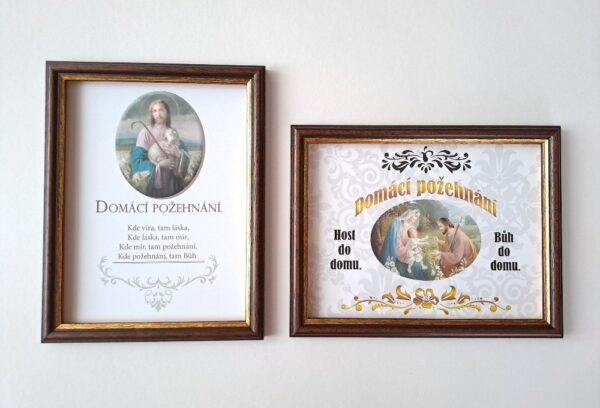 DOMÁCÍ POŽEHNÁNÍ.
Kde víra, tam láska,
Kde láska, tam mír,
Kde mír, tam požehnání,
Kde požehnání, tam Bůh.
Domácí požehnání
Host
do
domu.
Bůh
do
domu.